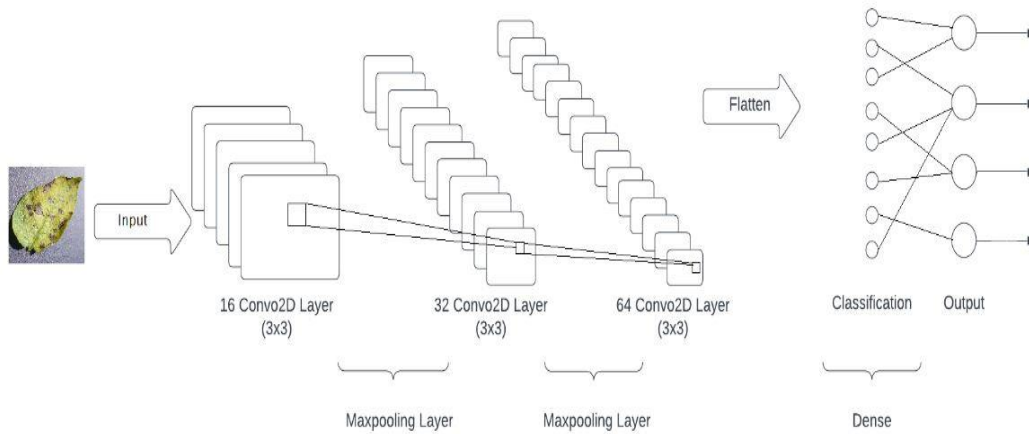 Input
16 Convo2D Layer
(3x3)
32 Convo2D Layer
(3x3)
64 Convo2D Layer
(3x3)
Flatten
Classification
Output
Maxpooling Layer
Maxpooling Layer
Dense